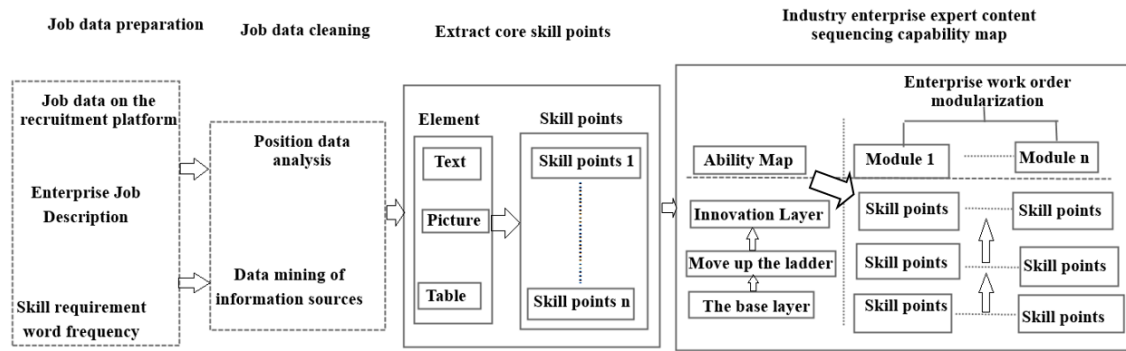 Job data preparation
Job data cleaning
Extract core skill points
Industry enterprise expert content
sequencing capability map
Job data on the
recruitment platform
Enterprise Job
Description
Skill requirement
word frequency
Position data
analysis
Data mining of
information sources
Element
Text
Picture
Table
Skill points
Skill points 1
Skill points n
Enterprise work order
modularization
Ability Map
Module 1
Module n
Innovation Layer
Skill points
Skill points
Move up the ladder
Skill points
Skill points
The base layer
Skill points
Skill points